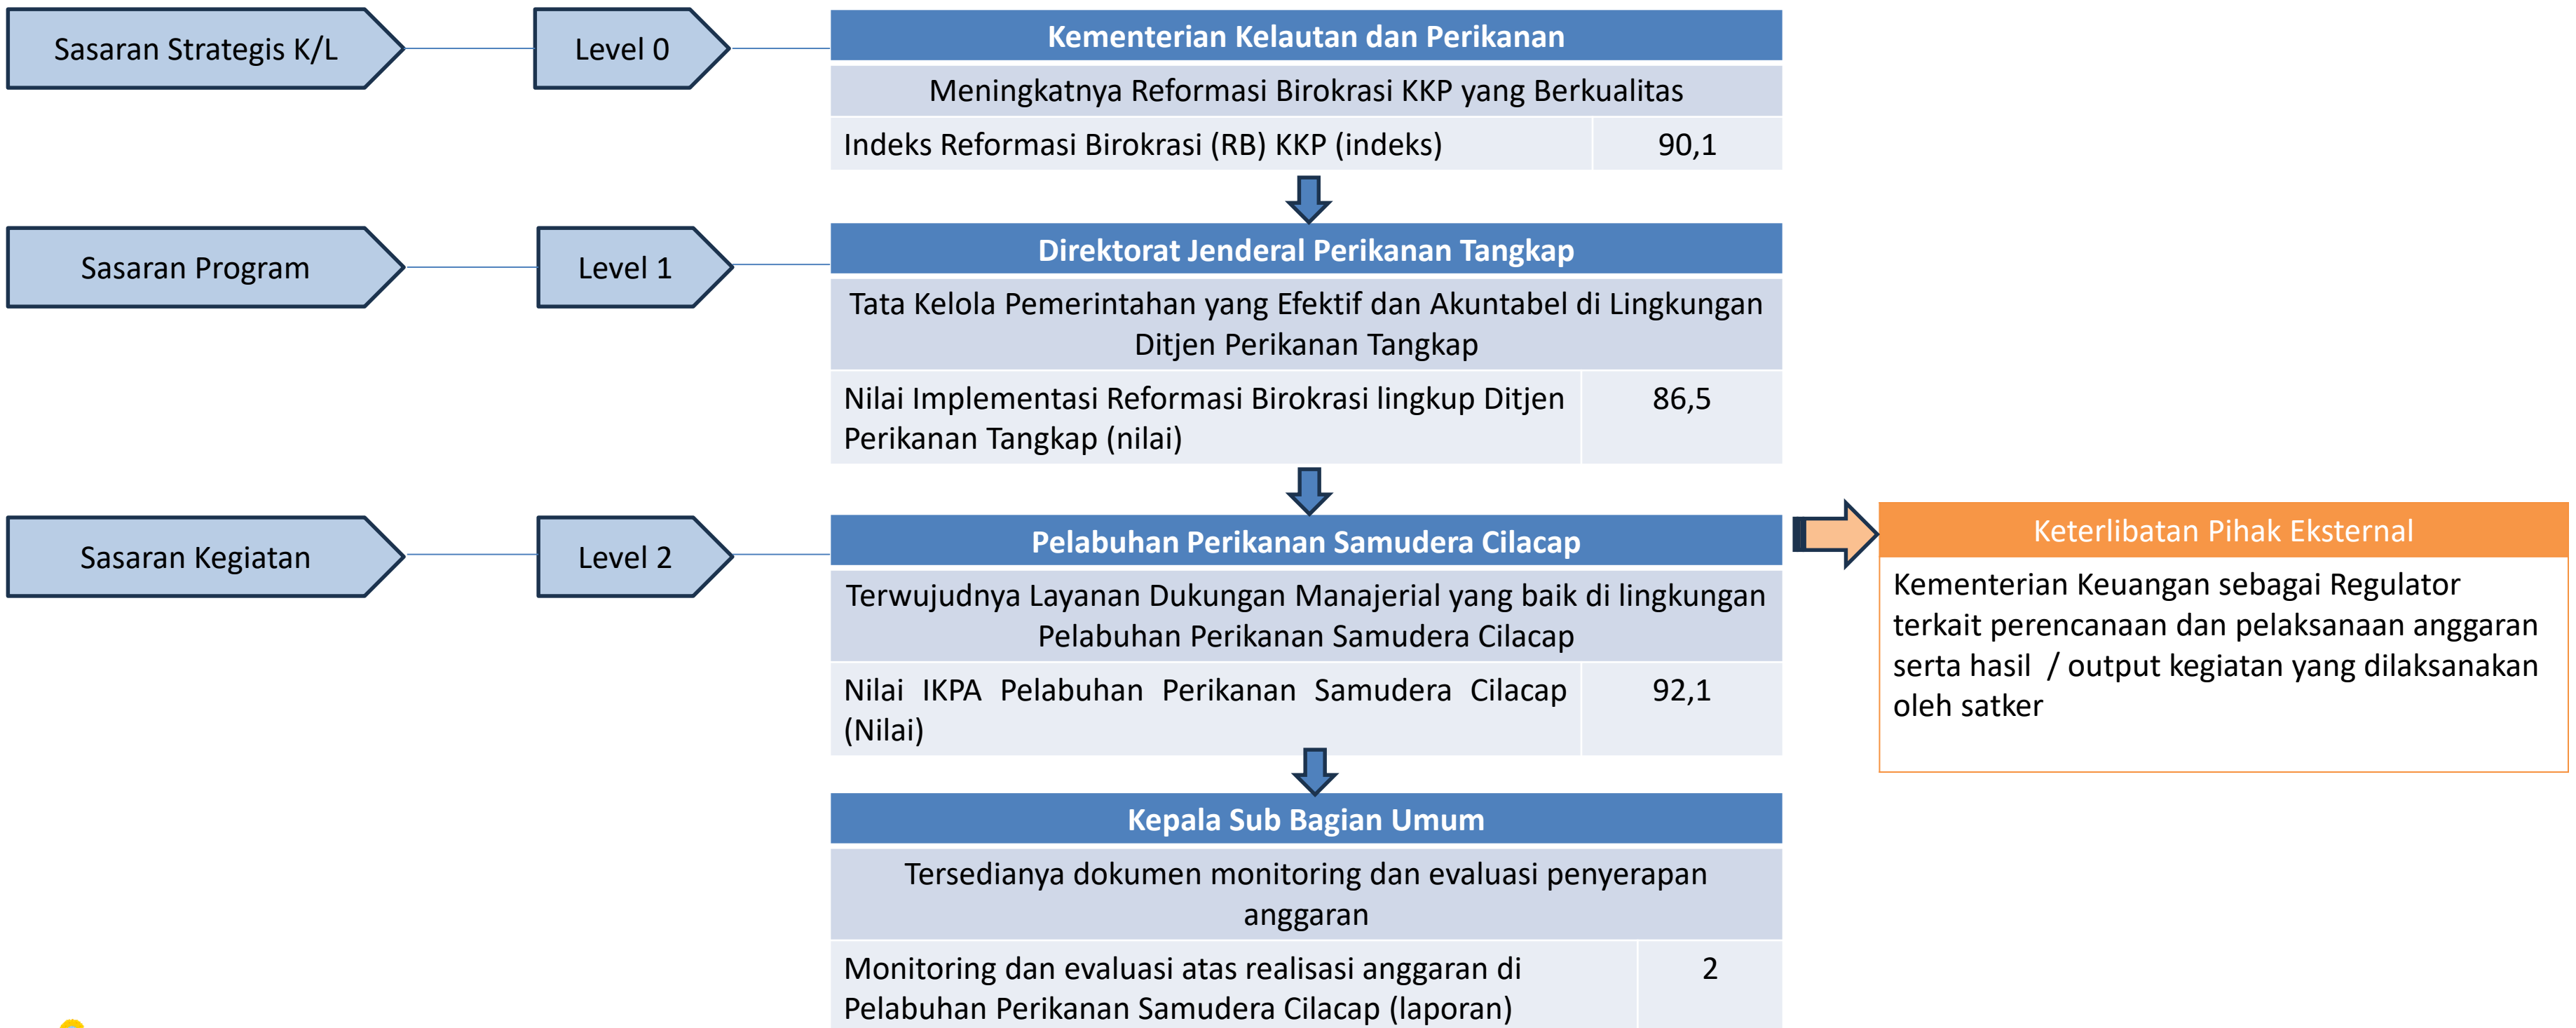 Sasaran Strategis K/L
Level 0
Kementerian Kelautan dan Perikanan
Meningkatnya Reformasi Birokrasi KKP yang Berkualitas
Indeks Reformasi Birokrasi (RB) KKP (indeks)
90,1
Sasaran Program
Level 1
Direktorat Jenderal Perikanan Tangkap
Tata Kelola Pemerintahan yang Efektif dan Akuntabel di Lingkungan
Ditjen Perikanan Tangkap
Nilai Implementasi Reformasi Birokrasi lingkup Ditjen
Perikanan Tangkap (nilai)
86,5
Sasaran Kegiatan
Level 2
Pelabuhan Perikanan Samudera Cilacap
Terwujudnya Layanan Dukungan Manajerial yang baik di lingkungan
Pelabuhan Perikanan Samudera Cilacap
Nilai IKPA Pelabuhan Perikanan Samudera Cilacap
(Nilai)
92,1
Keterlibatan Pihak Eksternal
Kementerian Keuangan sebagai Regulator
terkait perencanaan dan pelaksanaan anggaran
serta hasil / output kegiatan yang dilaksanakan
oleh satker
Kepala Sub Bagian Umum
Tersedianya dokumen monitoring dan evaluasi penyerapan
anggaran
Monitoring dan evaluasi atas realisasi anggaran di
Pelabuhan Perikanan Samudera Cilacap (laporan)
2